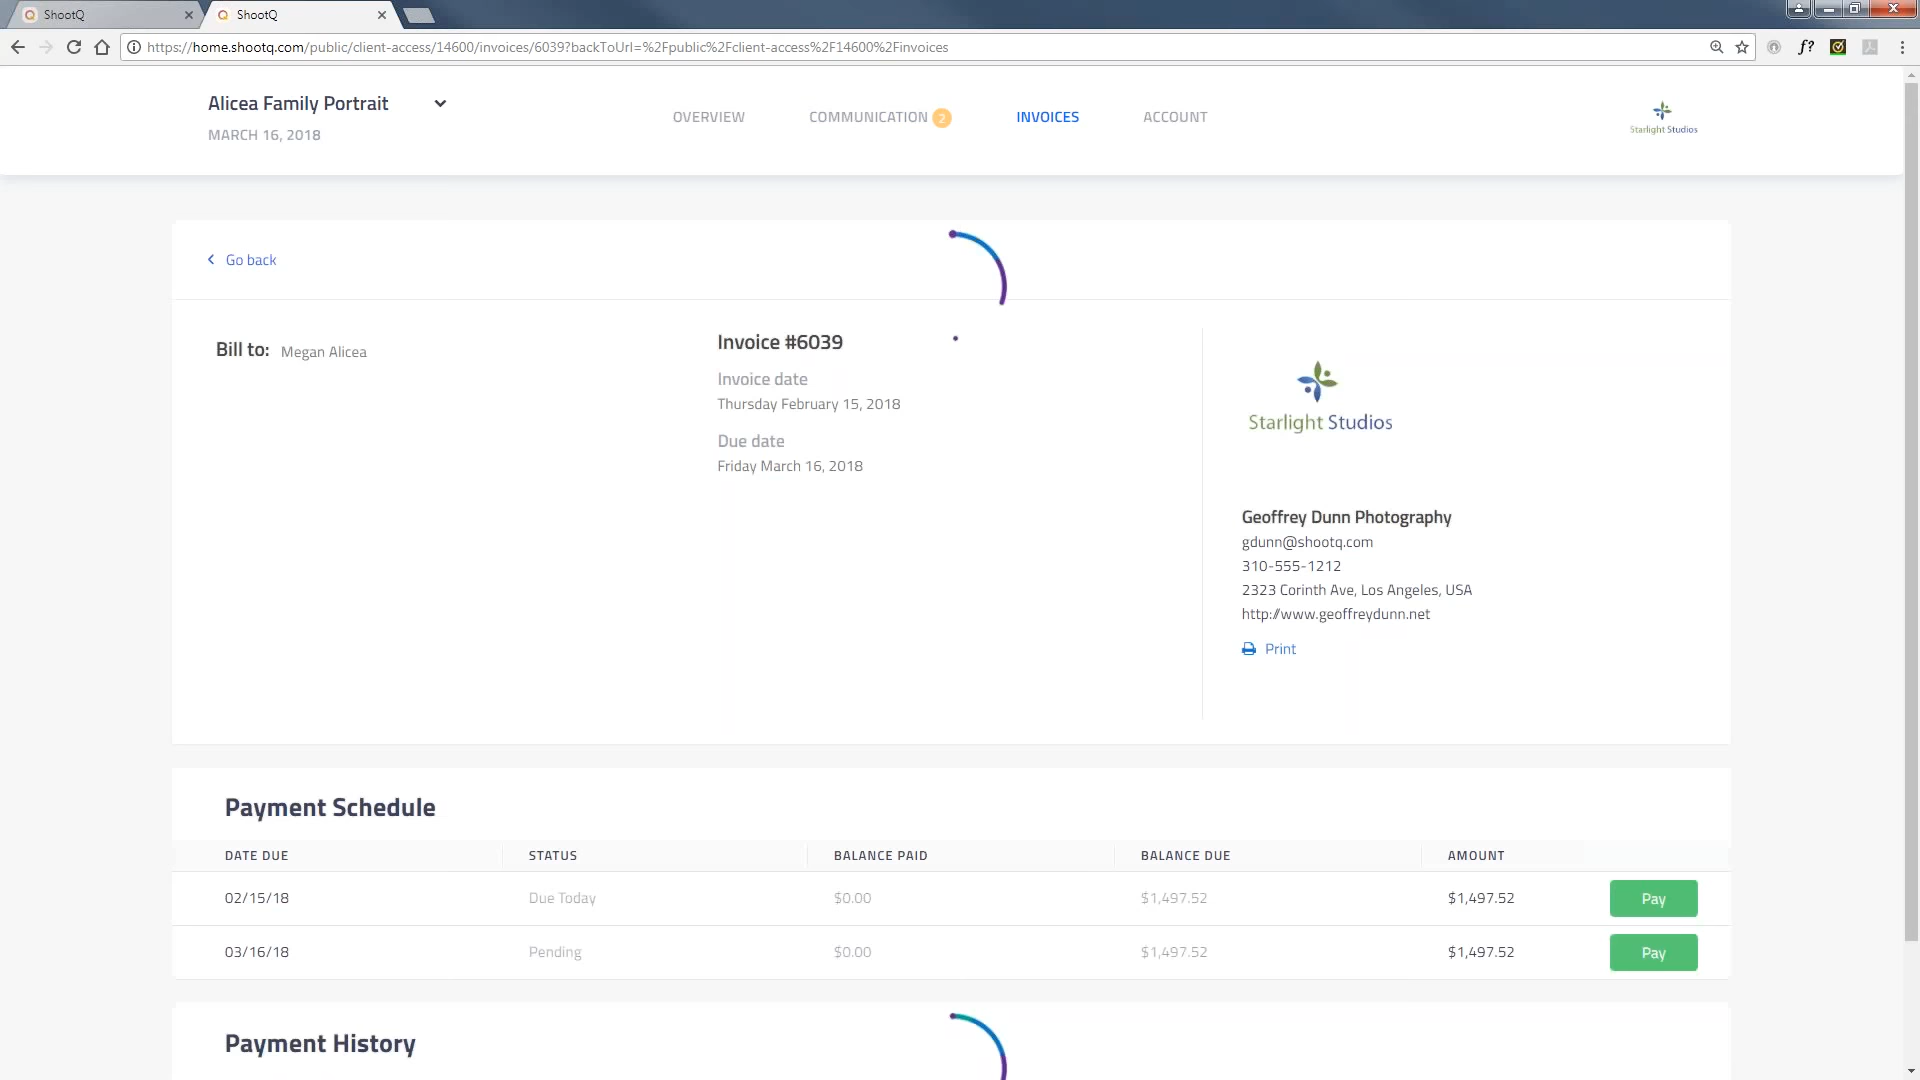 ShootQ
ShootQ
https://home.shootq.com/public/client-access/14600/invoices/6039?backToUrl=%2Fpublic%2Fclient-access%2F14600%2Finvoices
f?
Alicea Family Portrait
MARCH 16, 2018
OVERVIEW
COMMUNICATION 2
INVOICES
ACCOUNT
Starlight Studios
Go back
Bill to: Megan Alicea
Invoice #6039
Invoice date
Thursday February 15, 2018
Due date
Friday March 16, 2018
Starlight Studios
Geoffrey Dunn Photography
gdunn@shootq.com
310-555-1212
2323 Corinth Ave, Los Angeles, USA
http://www.geoffreydunn.net
Print
Payment Schedule
DATE DUE STATUS BALANCE PAID BALANCE DUE AMOUNT
02/15/18 Due Today $0.00 $1,497.52 $1,497.52 Pay
03/16/18 Pending $0.00 $1,497.52 $1,497.52 Pay
Payment History